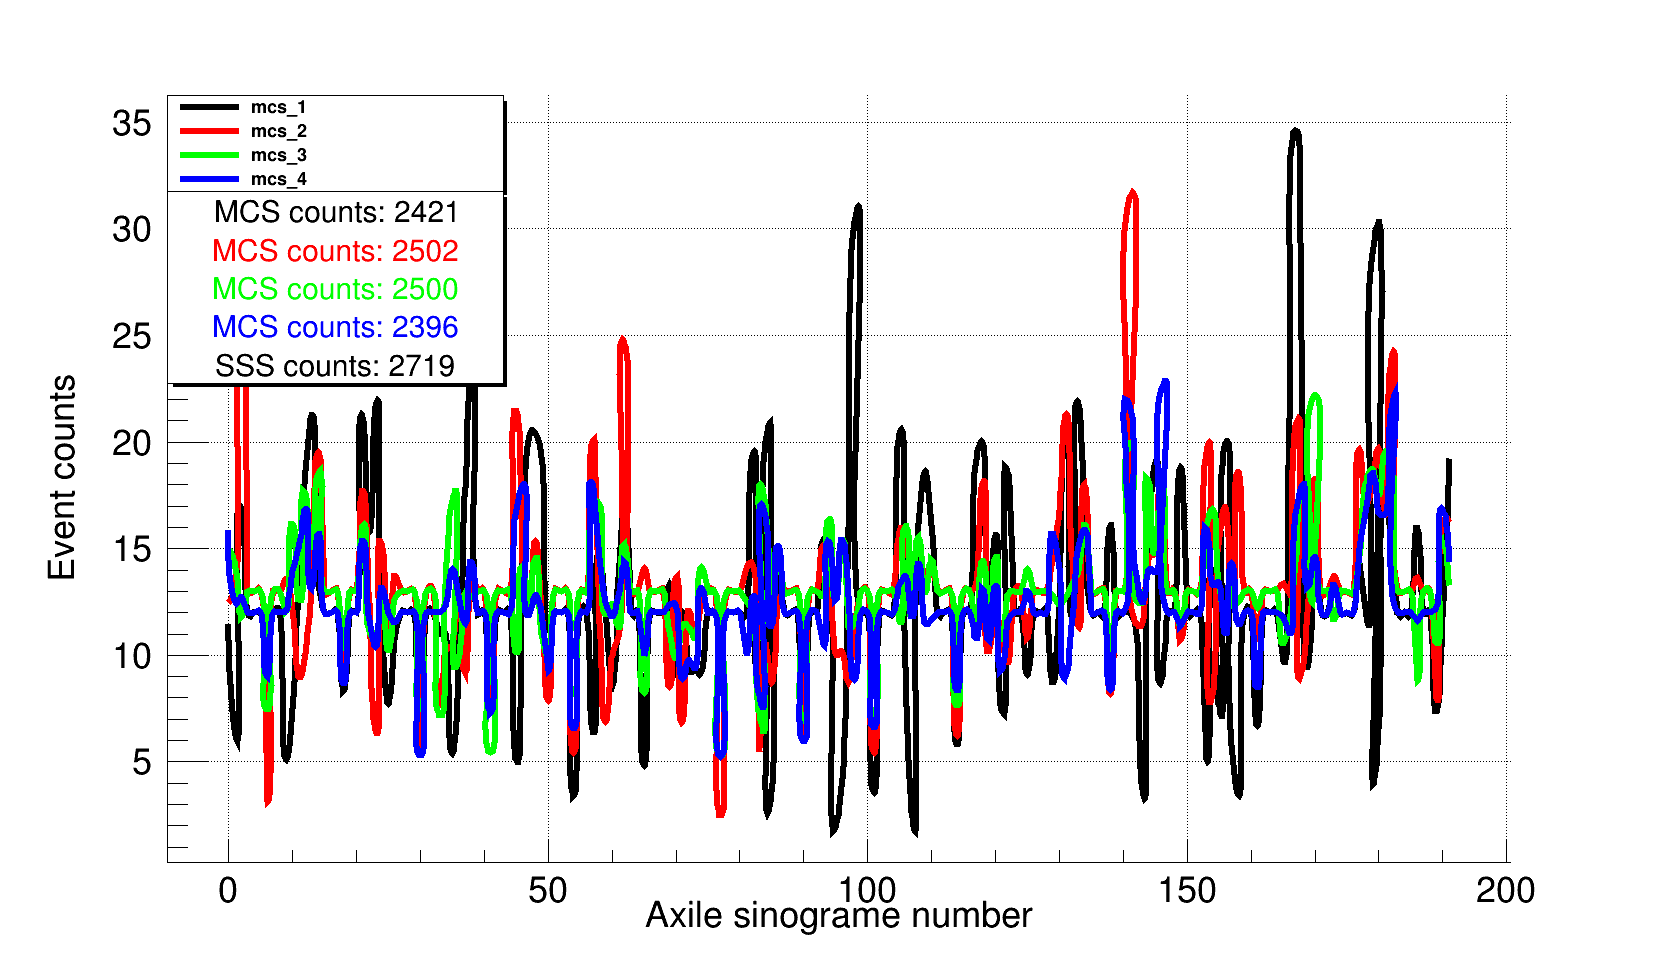 mcs_1
mcs_2
mcs_3
mcs_4
MCS counts: 2421
MCS counts: 2502
MCS counts: 2500
MCS counts: 2396
SSS counts: 2719
Event counts
35
30
25
20
15
10
5
0 50 100 150 200
Axile sinograme number